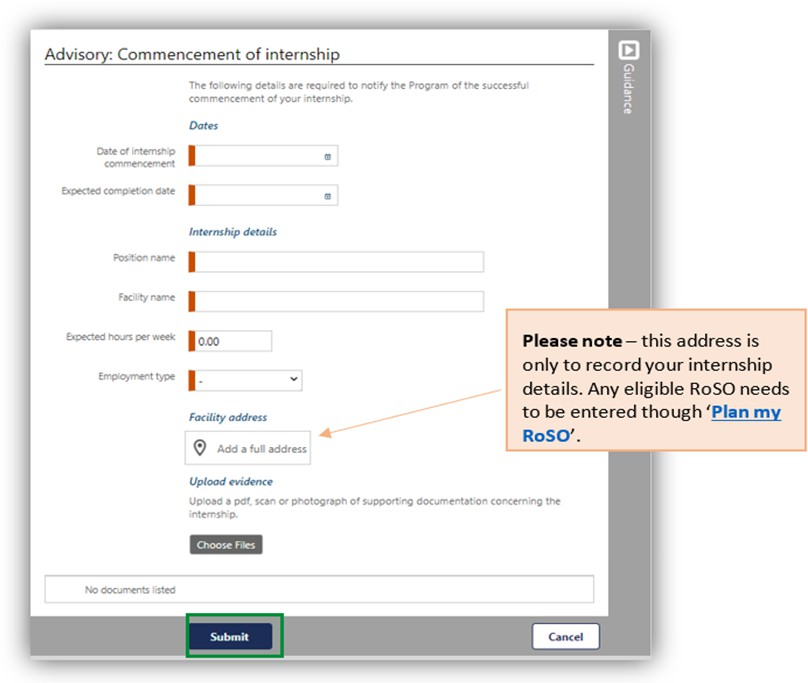 Advisory: Commencement of internship
Guidance
The following details are required to notify the Program of the successful
commencement of your internship.
Dates
Date of internship
commencement
Expected completion date
Internship details
Position name
Facility name
Expected hours per week
0.00
Employment type
-
Please note – this address is
only to record your internship
details. Any eligible RoSO needs
to be entered though ‘Plan my
RoSO’.
Facility address
Add a full address
Upload evidence
Upload a pdf, scan or photograph of supporting documentation concerning the
internship.
Choose Files
No documents listed
Submit
Cancel